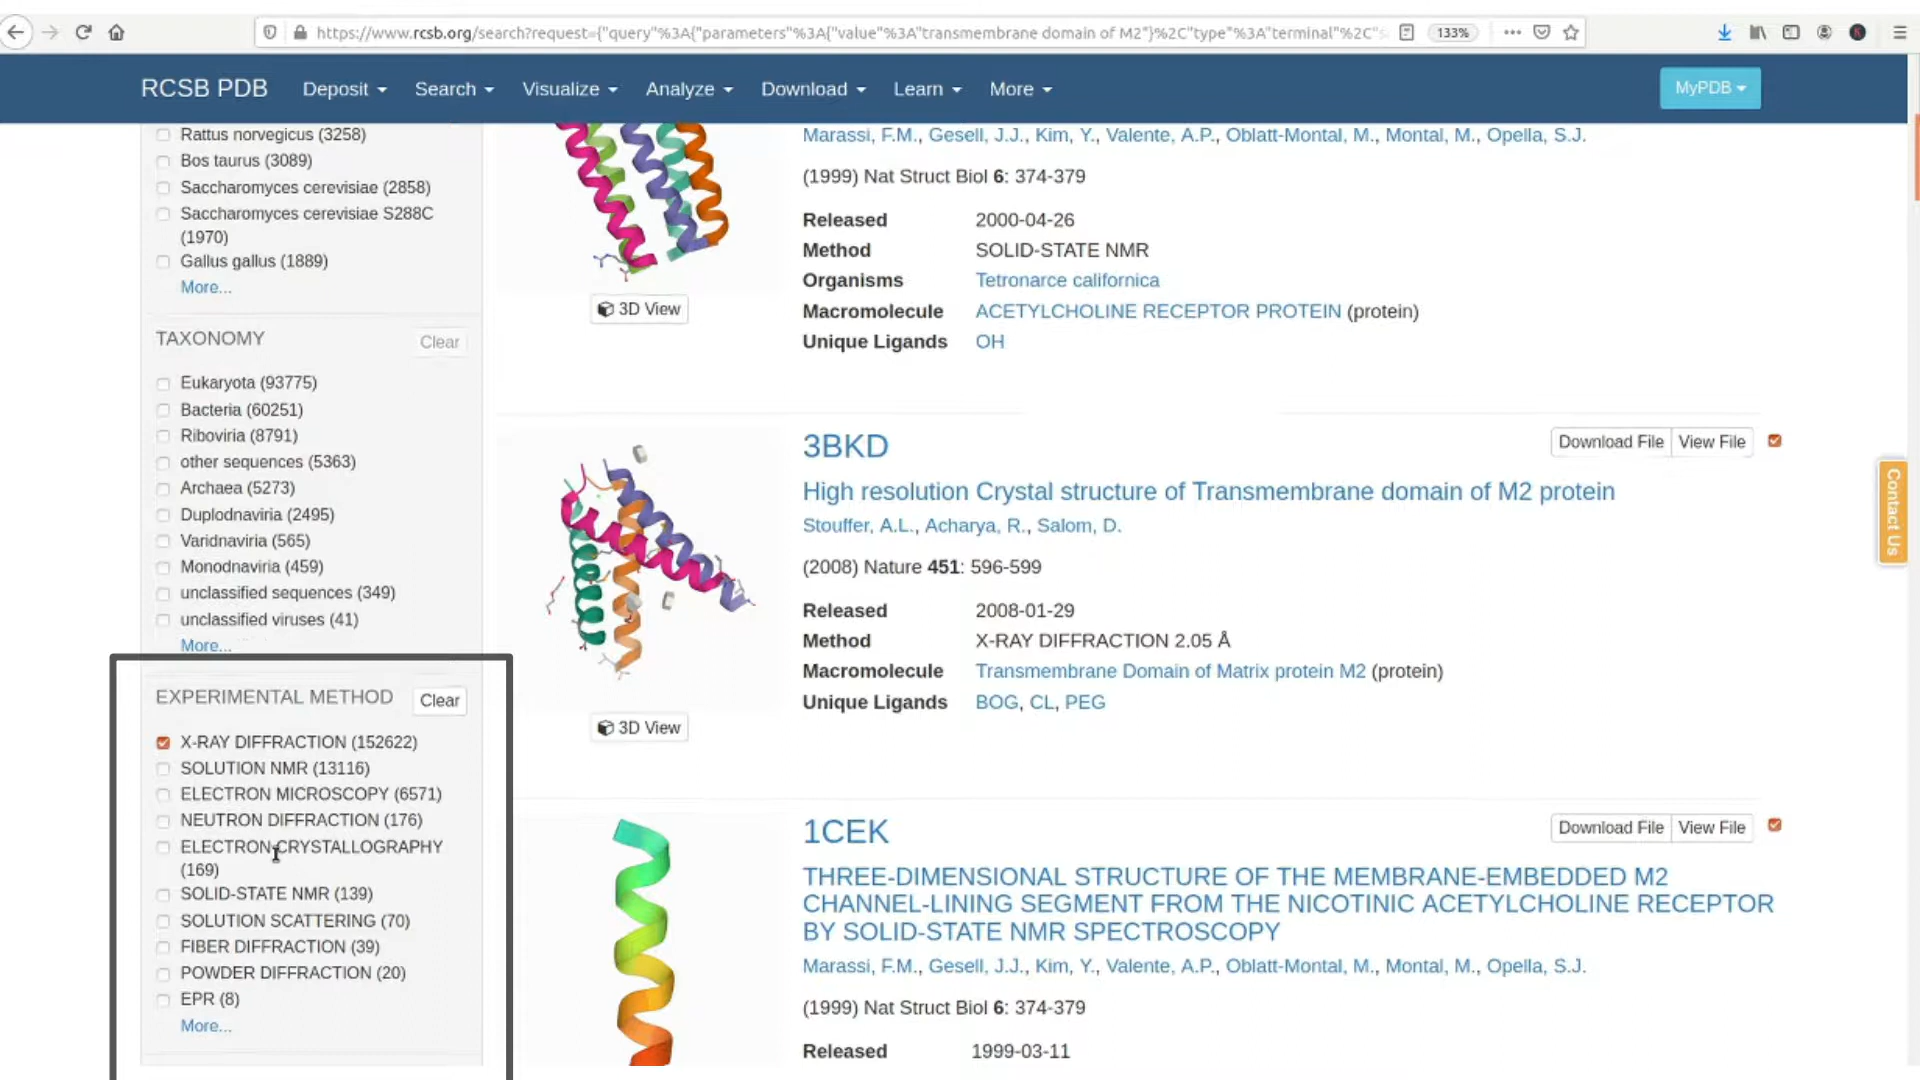 https://www.rcsb.org/search?request={"query"%3A{"parameters"%3A{"value"%3A"transmembrane domain of M2"}%2C"type"%3A"terminal"%2C"s
133%
RCSB PDB Deposit Search Visualize Analyze Download Learn More MyPDB
Rattus norvegicus (3258)
Bos taurus (3089)
Saccharomyces cerevisiae (2858)
Saccharomyces cerevisiae S288C
(1970)
Gallus gallus (1889)
More...
TAXONOMY Clear
Eukaryota (93775)
Bacteria (60251)
Riboviria (8791)
other sequences (5363)
Archaea (5273)
Duplodnaviria (2495)
Varidnaviria (565)
Monodnaviria (459)
unclassified sequences (349)
unclassified viruses (41)
More...
EXPERIMENTAL METHOD Clear
X-RAY DIFFRACTION (152622)
SOLUTION NMR (13116)
ELECTRON MICROSCOPY (6571)
NEUTRON DIFFRACTION (176)
ELECTRON CRYSTALLOGRAPHY
(169)
SOLID-STATE NMR (139)
SOLUTION SCATTERING (70)
FIBER DIFFRACTION (39)
POWDER DIFFRACTION (20)
EPR (8)
More...
Marassi, F.M., Gesell, J.J., Kim, Y., Valente, A.P., Oblatt-Montal, M., Montal, M., Opella, S.J.
(1999) Nat Struct Biol 6: 374-379
Released 2000-04-26
Method SOLID-STATE NMR
Organisms Tetronarce californica
Macromolecule ACETYLCHOLINE RECEPTOR PROTEIN (protein)
Unique Ligands OH
3D View
3BKD
Download File View File
High resolution Crystal structure of Transmembrane domain of M2 protein
Stouffer, A.L., Acharya, R., Salom, D.
(2008) Nature 451: 596-599
Released 2008-01-29
Method X-RAY DIFFRACTION 2.05 Å
Macromolecule Transmembrane Domain of Matrix protein M2 (protein)
Unique Ligands BOG, CL, PEG
3D View
1CEK
Download File View File
THREE-DIMENSIONAL STRUCTURE OF THE MEMBRANE-EMBEDDED M2
CHANNEL-LINING SEGMENT FROM THE NICOTINIC ACETYLCHOLINE RECEPTOR
BY SOLID-STATE NMR SPECTROSCOPY
Marassi, F.M., Gesell, J.J., Kim, Y., Valente, A.P., Oblatt-Montal, M., Montal, M., Opella, S.J.
(1999) Nat Struct Biol 6: 374-379
Released 1999-03-11
Contact Us